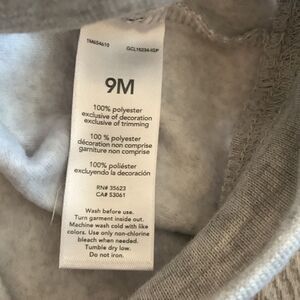 TM654610 GCL16234-IGP
9M
100% polyester
exclusive of decoration
exclusive of trimming
100 % polyester
décoration non comprise
garniture non comprise
100% poliéster
excluyendo la decoración
RN# 35623
CA# 53061
Wash before use.
Turn garment inside out.
Machine wash cold with like
colors. Use only non-chlorine
bleach when needed.
Tumble dry low.
Do not iron.